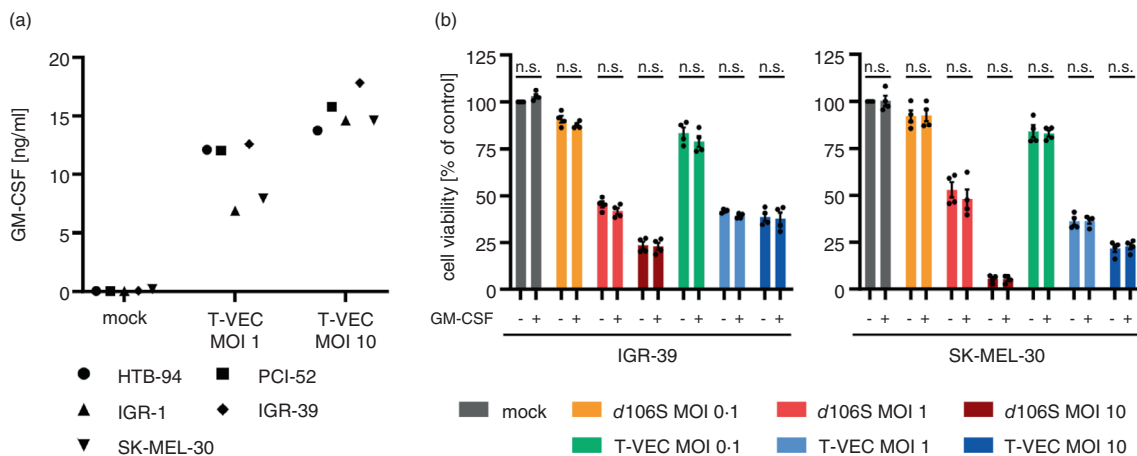 (a)
GM-CSF [ng/ml]
20
15
10
5
0
mock
T-VEC
MOI 1
T-VEC
MOI 10
HTB-94
PCI-52
IGR-1
IGR-39
SK-MEL-30
(b)
cell viability [% of control]
125
100
75
50
25
0
n.s. n.s. n.s. n.s. n.s. n.s. n.s.
GM-CSF - + - + - + - + - + - + - +
IGR-39
125
100
75
50
25
0
n.s. n.s. n.s. n.s. n.s. n.s. n.s.
- + - + - + - + - + - + - +
SK-MEL-30
mock
d106S MOI 0·1
d106S MOI 1
d106S MOI 10
T-VEC MOI 0·1
T-VEC MOI 1
T-VEC MOI 10